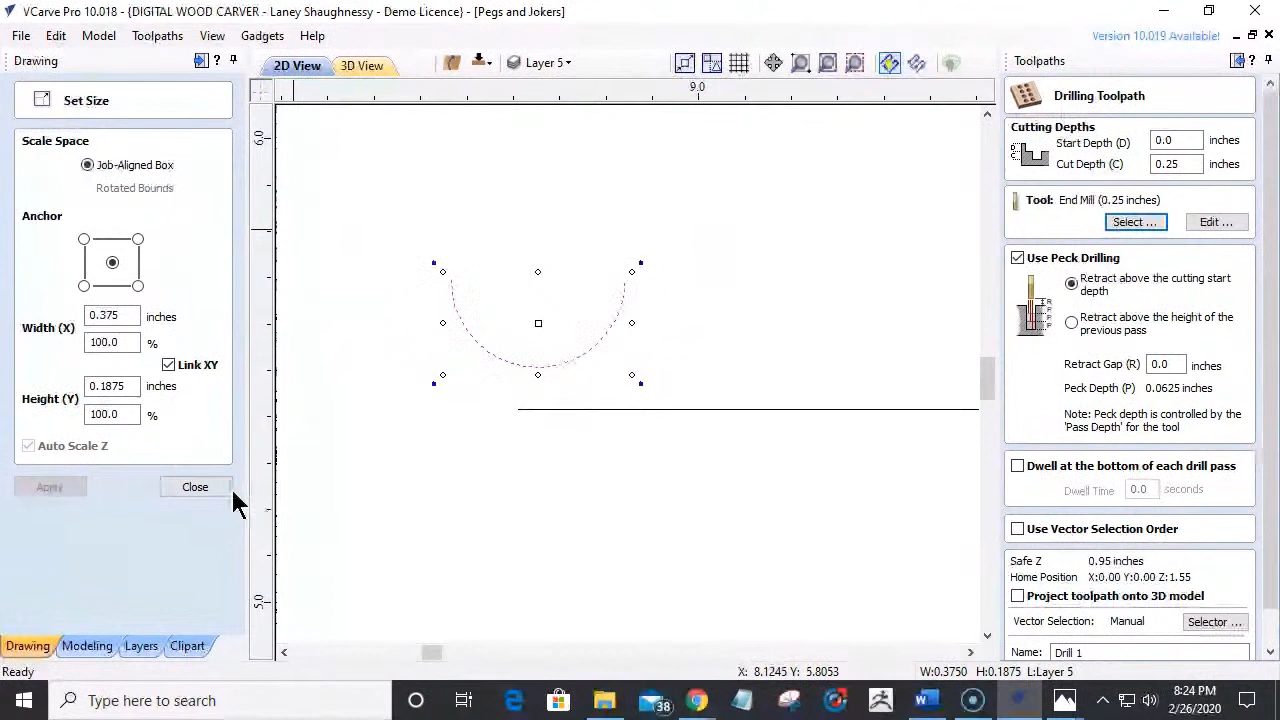 VCarve Pro 10.018 - {DIGITAL WOOD CARVER - Laney Shaughnessy - Demo Licence} - [Pegs and Jokers]
File Edit Model Toolpaths View Gadgets Help
Version 10.019 Available!
Drawing
2D View
3D View
Layer 5
Toolpaths
Set Size
Scale Space
Job-Aligned Box
Rotated Bounds
Anchor
Width (X)
0.375 inches
100.0 %
Link XY
Height (Y)
0.1875 inches
100.0 %
Auto Scale Z
Apply
Close
Drawing Modeling Layers Clipart
9.0
6.0
5.0
Drilling Toolpath
Cutting Depths
Start Depth (D) 0.0 inches
Cut Depth (C) 0.25 inches
Tool: End Mill (0.25 inches)
Select ... Edit ...
Use Peck Drilling
Retract above the cutting start
depth
Retract above the height of the
previous pass
R
P
P
P
Retract Gap (R) 0.0 inches
Peck Depth (P) 0.0625 inches
Note: Peck depth is controlled by the
'Pass Depth' for the tool
Dwell at the bottom of each drill pass
Dwell Time 0.0 seconds
Use Vector Selection Order
Safe Z 0.95 inches
Home Position X:0.00 Y:0.00 Z:1.55
Project toolpath onto 3D model
Vector Selection: Manual Selector ...
Name: Drill 1
Ready
X: 8.1245 Y: 5.8053
W:0.3750 H:0.1875 L:Layer 5
Type here to search
38
8:24 PM
2/26/2020